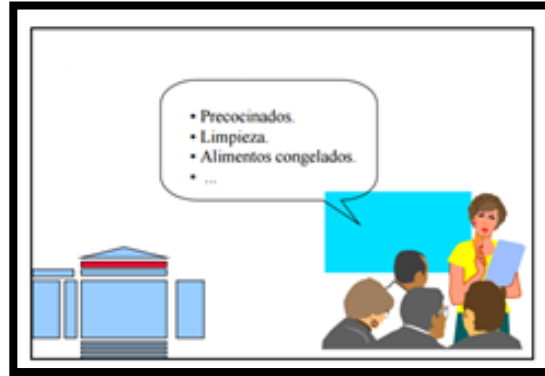 • Precocinados.
• Limpieza.
• Alimentos congelados.
• ...